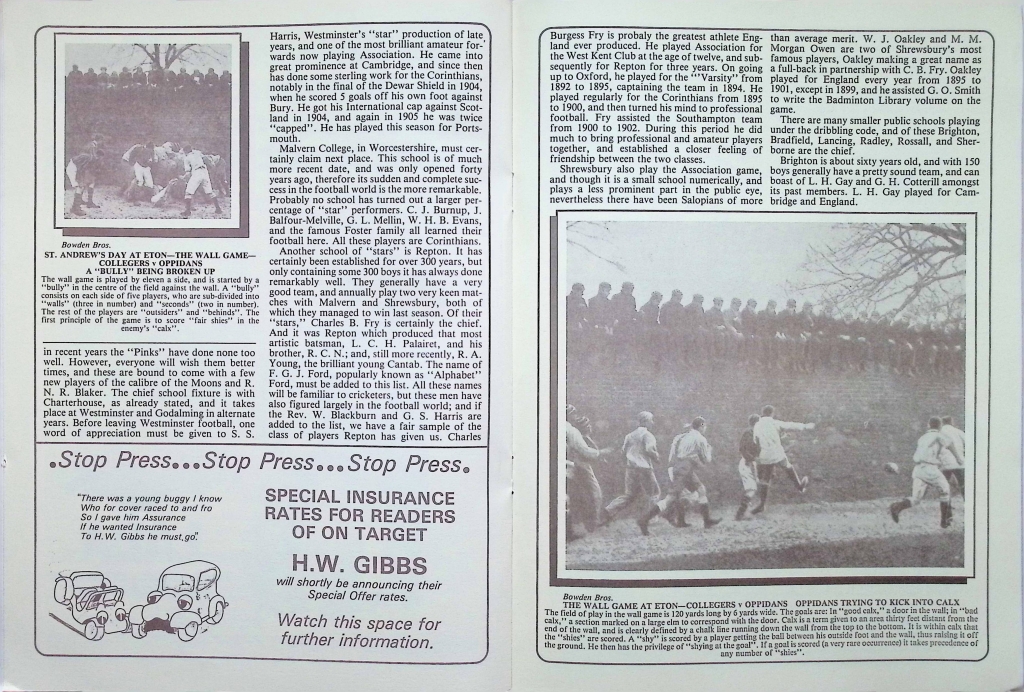 Bowden Bros.
ST. ANDREW'S DAY AT ETON—THE WALL GAME—
COLLEGERS v OPPIDANS
A "BULLY" BEING BROKEN UP
The wall game is played by eleven a side, and is started by a
"bully" in the centre of the field against the wall. A "bully"
consists on each side of five players, who are sub-divided into
"walls" (three in number) and "seconds" (two in number).
The rest of the players are "outsiders" and "behinds". The
first principle of the game is to score "fair shies" in the
enemy's "calx".
in recent years the "Pinks" have done none too
well. However, everyone will wish them better
times, and these are bound to come with a few
new players of the calibre of the Moons and R.
N. R. Blaker. The chief school fixture is with
Charterhouse, as already stated, and it takes
place at Westminster and Godalming in alternate
years. Before leaving Westminster football, one
word of appreciation must be given to S. S.
Harris, Westminster's "star" production of late
years, and one of the most brilliant amateur for-
wards now playing Association. He came into
great prominence at Cambridge, and since then
has done some sterling work for the Corinthians,
notably in the final of the Dewar Shield in 1904,
when he scored 5 goals off his own foot against
Bury. He got his International cap against Scot-
land in 1904, and again in 1905 he was twice
"capped". He has played this season for Ports-
mouth.
Malvern College, in Worcestershire, must cer-
tainly claim next place. This school is of much
more recent date, and was only opened forty
years ago, therefore its sudden and complete suc-
cess in the football world is the more remarkable.
Probably no school has turned out a larger per-
centage of "star" performers. C. J. Burnup, J.
Balfour-Melville, G. L. Mellin, W. H. B. Evans,
and the famous Foster family all learned their
football here. All these players are Corinthians.
Another school of "stars" is Repton. It has
certainly been established for over 300 years, but
only containing some 300 boys it has always done
remarkably well. They generally have a very
good team, and annually play two very keen mat-
ches with Malvern and Shrewsbury, both of
which they managed to win last season. Of their
"stars," Charles B. Fry is certainly the chief.
And it was Repton which produced that most
artistic batsman, L. C. H. Palairet, and his
brother, R. C. N.; and, still more recently, R. A.
Young, the brilliant young Cantab. The name of
F. G. J. Ford, popularly known as "Alphabet"
Ford, must be added to this list. All these names
will be familiar to cricketers, but these men have
also figured largely in the football world; and if
the Rev. W. Blackburn and G. S. Harris are
added to the list, we have a fair sample of the
class of players Repton has given us. Charles
.Stop Press...Stop Press...Stop Press.
"There was a young buggy I know
Who for cover raced to and fro
So I gave him Assurance
If he wanted Insurance
To H.W. Gibbs he must,go".
SPECIAL INSURANCE
RATES FOR READERS
OF ON TARGET
H.W. GIBBS
will shortly be announcing their
Special Offer rates.
Watch this space for
further information.
Burgess Fry is probaly the greatest athlete Eng-
land ever produced. He played Association for
the West Kent Club at the age of twelve, and sub-
sequently for Repton for three years. On going
up to Oxford, he played for the "'Varsity" from
1892 to 1895, captaining the team in 1894. He
played regularly for the Corinthians from 1895
to 1900, and then turned his mind to professional
football. Fry assisted the Southampton team
from 1900 to 1902. During this period he did
much to bring professional and amateur players
together, and established a closer feeling of
friendship between the two classes.
Shrewsbury also play the Association game,
and though it is a small school numerically, and
plays a less prominent part in the public eye,
nevertheless there have been Salopians of more
than average merit. W. J. Oakley and M. M.
Morgan Owen are two of Shrewsbury's most
famous players, Oakley making a great name as
a full-back in partnership with C. B. Fry. Oakley
played for England every year from 1895 to
1901, except in 1899, and he assisted G. O. Smith
to write the Badminton Library volume on the
game.
There are many smaller public schools playing
under the dribbling code, and of these Brighton,
Bradfield, Lancing, Radley, Rossall, and Sher-
borne are the chief.
Brighton is about sixty years old, and with 150
boys generally have a pretty sound team, and can
boast of L. H. Gay and G. H. Cotterill amongst
its past members. L. H. Gay played for Cam-
bridge and England.
Bowden Bros.
THE WALL GAME AT ETON—COLLEGERS v OPPIDANS OPPIDANS TRYING TO KICK INTO CALX
The field of play in the wall game is 120 yards long by 6 yards wide. The goals are: In "good calx," a door in the wall; in "bad
calx," a section marked on a large elm to correspond with the door. Calx is a term given to an area thirty feet distant from the
end of the wall, and is clearly defined by a chalk line running down the wall from the top to the bottom. It is within calx that
the "shies" are scored. A "shy" is scored by a player getting the ball between his outside foot and the wall, thus raising it off
the ground. He then has the privilege of "shying at the goal". If a goal is scored (a very rare occurrence) it takes precedence of
any number of "shies".